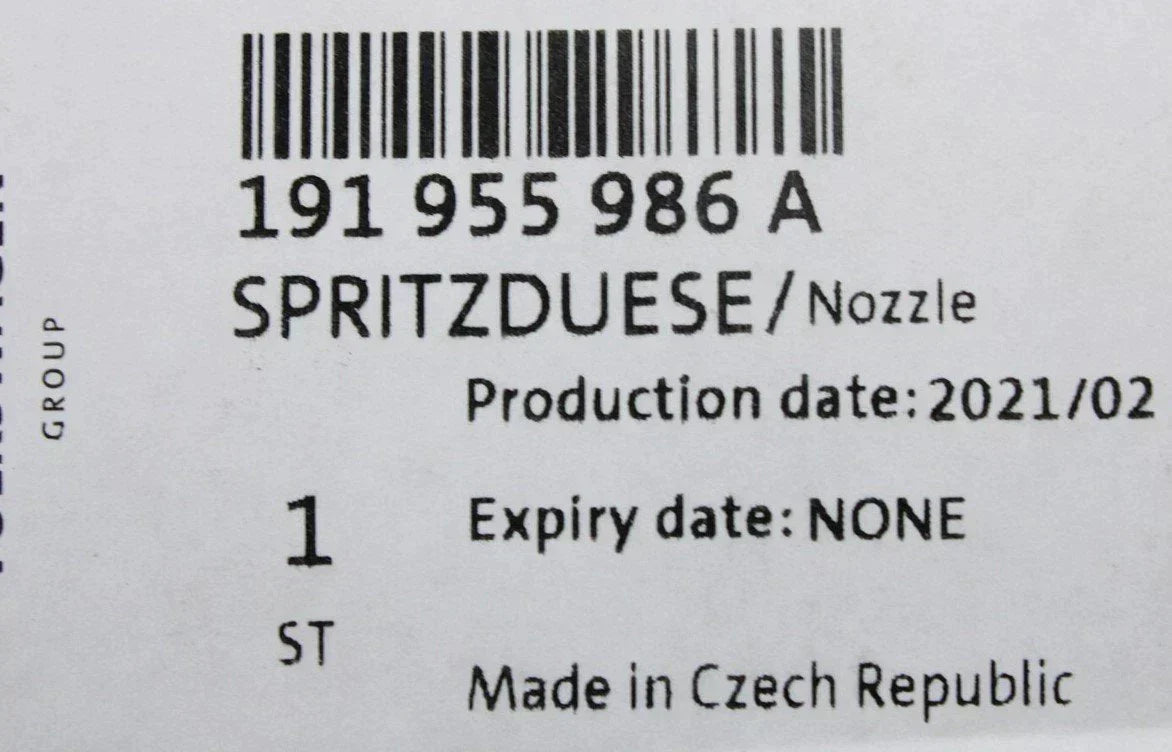 191 955 986 A
SPRITZDUESE/Nozzle
Production date:2021/02
1
Expiry date: NONE
ST
Made in Czech Republic
GROUP